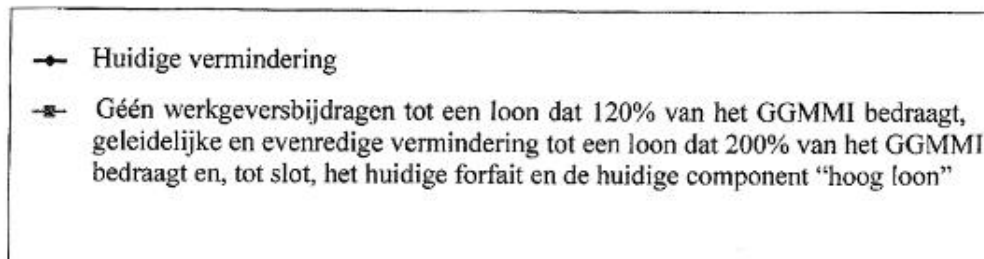 Huidige vermindering
Géén werkgeversbijdragen tot een loon dat 120% van het GGMMI bedraagt,
geleidelijke en evenredige vermindering tot een loon dat 200% van het GGMMI
bedraagt en, tot slot, het huidige forfait en de huidige component “hoog loon”